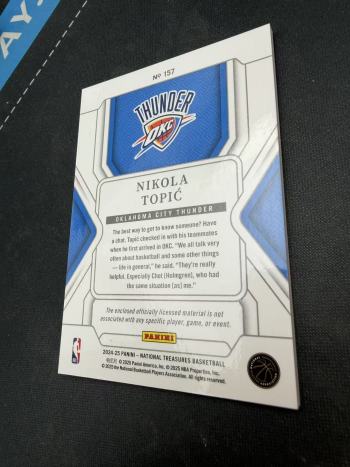 AY
Nº 157
THUNDER
OKC
NIKOLA
TOPIĆ
OKLAHOMA CITY THUNDER
The best way to get to know someone? Have
a chat. Topić checked in with his teammates
when he first arrived in OKC. "We all talk very
often about basketball and some other things
— life in general," he said. "They're really
helpful. Especially Chet (Holmgren), who had
the same situation [as] me."
The enclosed officially licensed material is not
associated with any specific player, game, or event.
PANINI
NBA
2024-25 PANINI – NATIONAL TREASURES BASKETBALL
© 2025 Panini America, Inc. © 2025 NBA Properties, Inc.
© 2025 the National Basketball Players Association. All rights reserved.